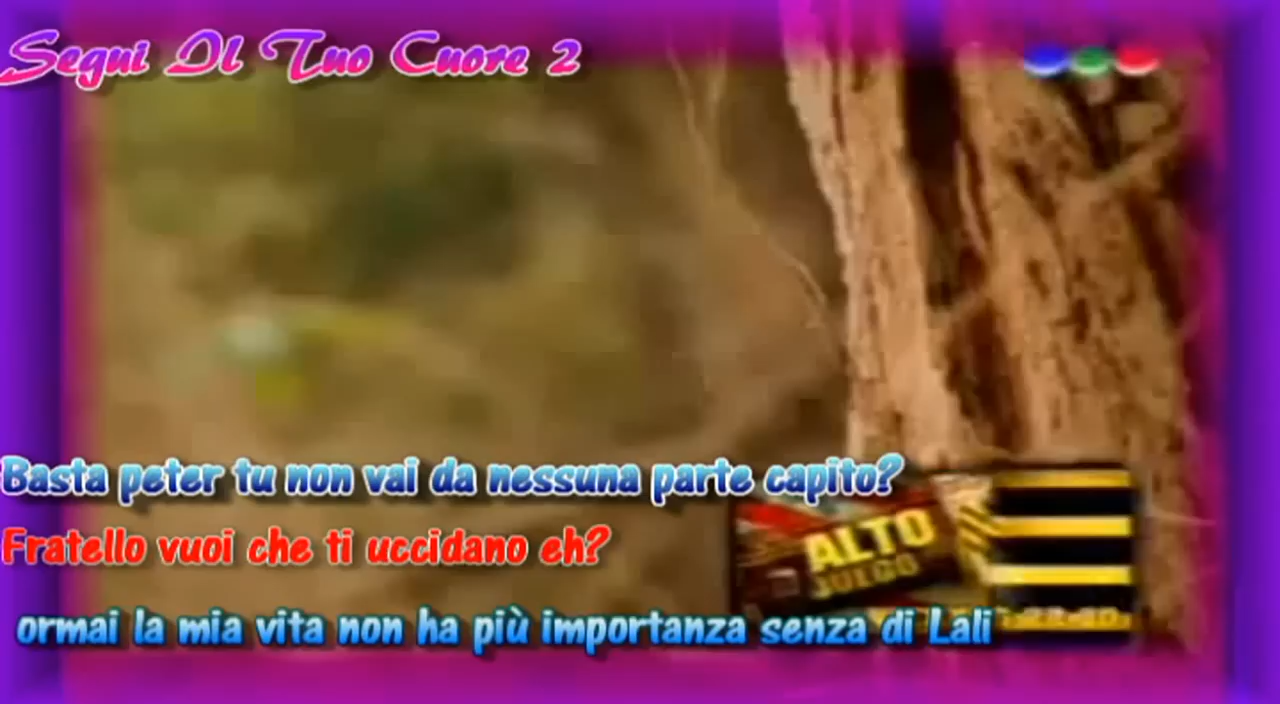 Segui Il Tuo Cuore 2
Basta peter tu non vai da nessuna parte capito?
Fratello vuoi che ti uccidano eh?
ALTO
JUEGO
ormai la mia vita non ha più importanza senza di Lali